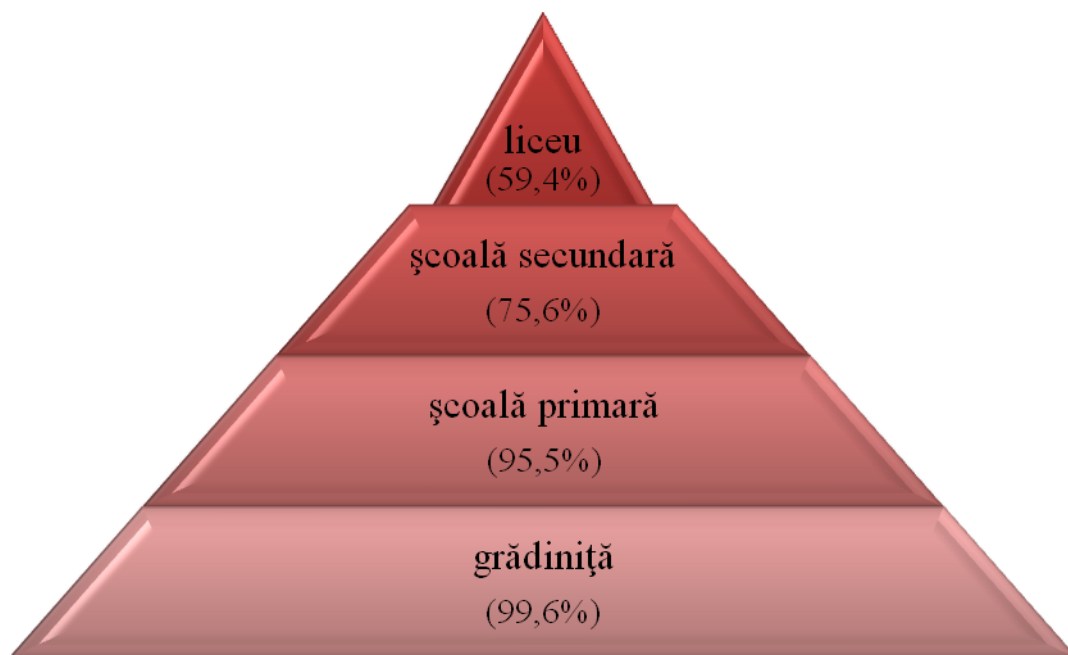 liceu
(59,4%)
şcoală secundară
(75,6%)
şcoală primară
(95,5%)
grădiniţă
(99,6%)